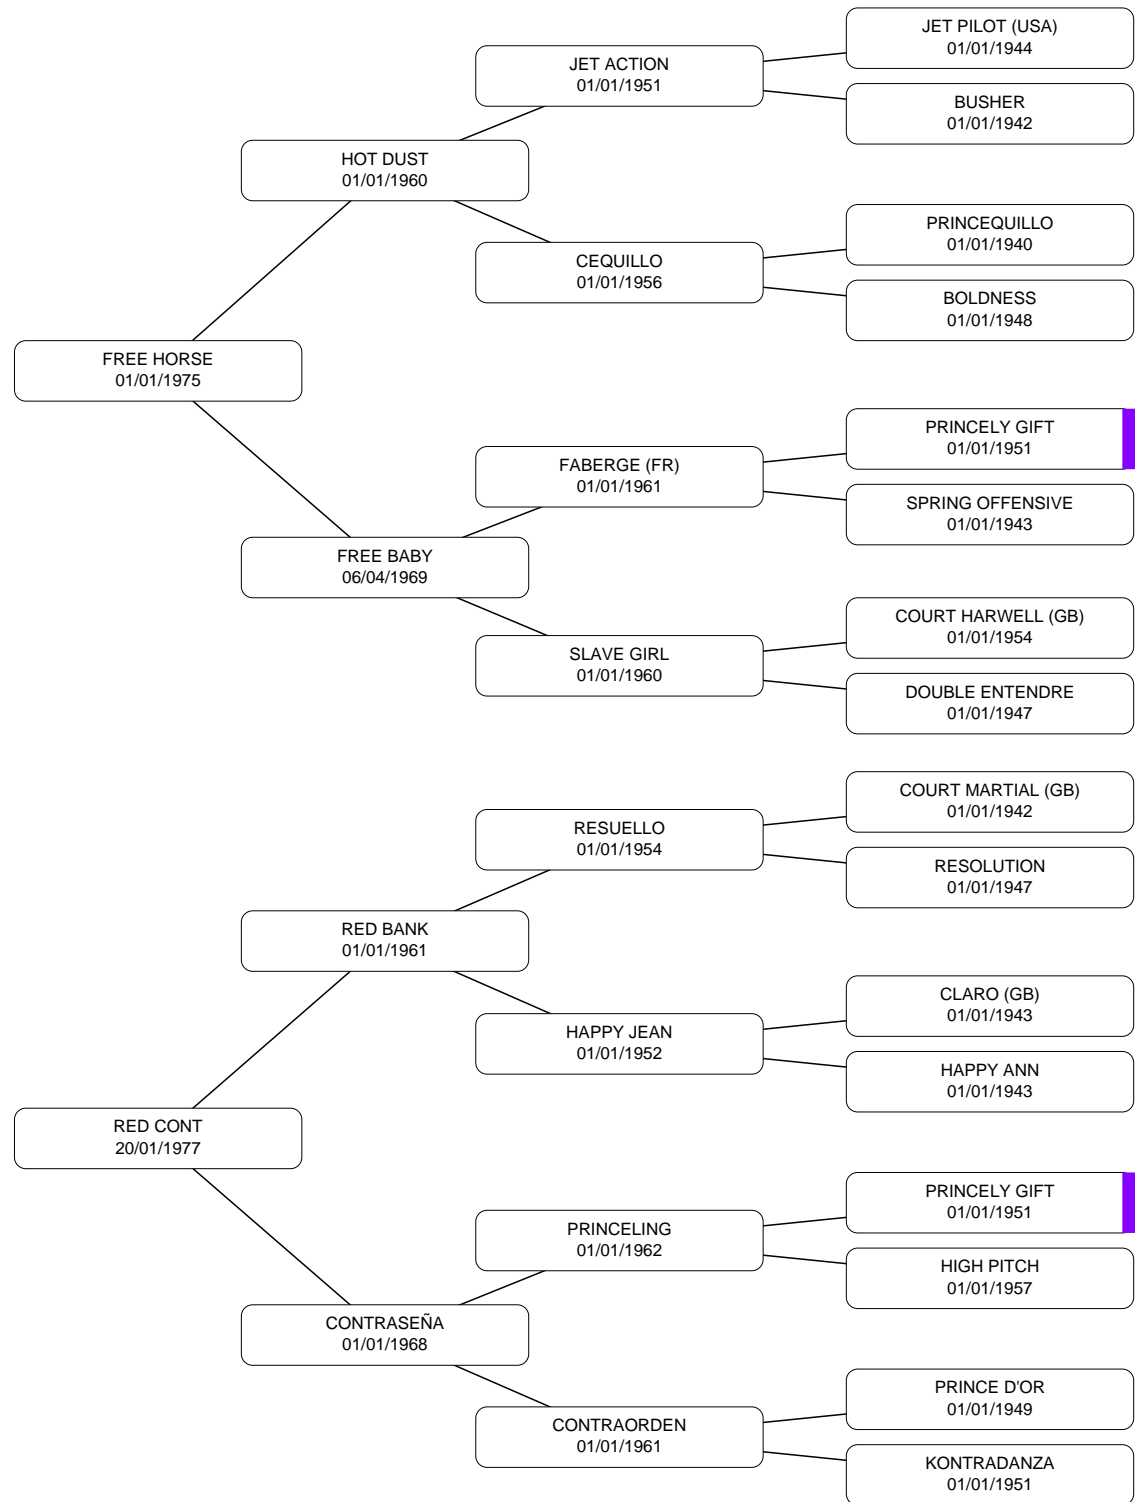 JET PILOT (USA)
01/01/1944
JET ACTION
01/01/1951
BUSHER
01/01/1942
HOT DUST
01/01/1960
PRINCEQUILLO
01/01/1940
CEQUILLO
01/01/1956
BOLDNESS
01/01/1948
FREE HORSE
01/01/1975
PRINCELY GIFT
01/01/1951
FABERGE (FR)
01/01/1961
SPRING OFFENSIVE
01/01/1943
FREE BABY
06/04/1969
COURT HARWELL (GB)
01/01/1954
SLAVE GIRL
01/01/1960
DOUBLE ENTENDRE
01/01/1947
COURT MARTIAL (GB)
01/01/1942
RESUELLO
01/01/1954
RESOLUTION
01/01/1947
RED BANK
01/01/1961
CLARO (GB)
01/01/1943
HAPPY JEAN
01/01/1952
HAPPY ANN
01/01/1943
RED CONT
20/01/1977
PRINCELY GIFT
01/01/1951
PRINCELING
01/01/1962
HIGH PITCH
01/01/1957
CONTRASEÑA
01/01/1968
PRINCE D'OR
01/01/1949
CONTRAORDEN
01/01/1961
KONTRADANZA
01/01/1951